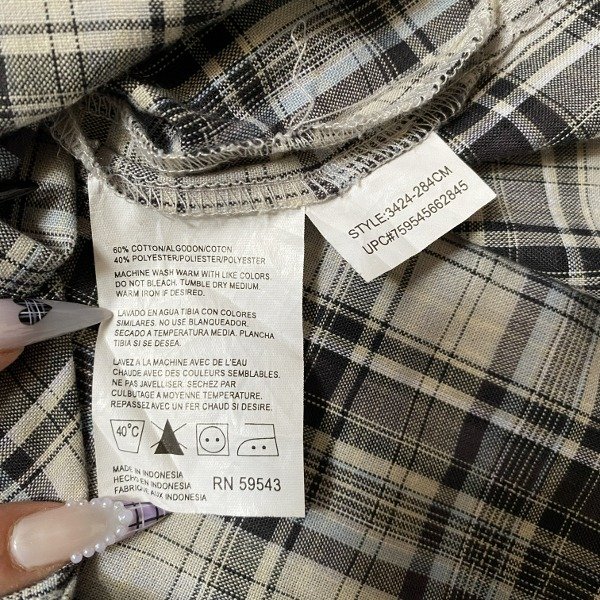 60% COTTON/ALGODON/COTON
40% POLYESTER/POLIESTER/POLYESTER
MACHINE WASH WARM WITH LIKE COLORS
DO NOT BLEACH. TUMBLE DRY MEDIUM
WARM IRON IF DESIRED.
LAVADO EN AGUA TIBIA CON COLORES
SIMILARES. NO USE BLANQUEADOR.
SECADO A TEMPERATURA MEDIA. PLANCHA
TIBIA SI SE DESEA.
LAVEZ A LA MACHINE AVEC DE L'EAU
CHAUDE AVEC DES COULEURS SEMBLABLES.
NE PAS JAVELLISER. SECHEZ PAR
CULBUTAGE A MOYENNE TEMPERATURE.
REPASSEZ AVEC UN FER CHAUD SI DESIRE.
40°C
MADE IN INDONESIA
HECHO EN INDONESIA
FABRIQUE AUX INDONESIA
RN 59543
STYLE:3424-284CM
UPC#759545662845